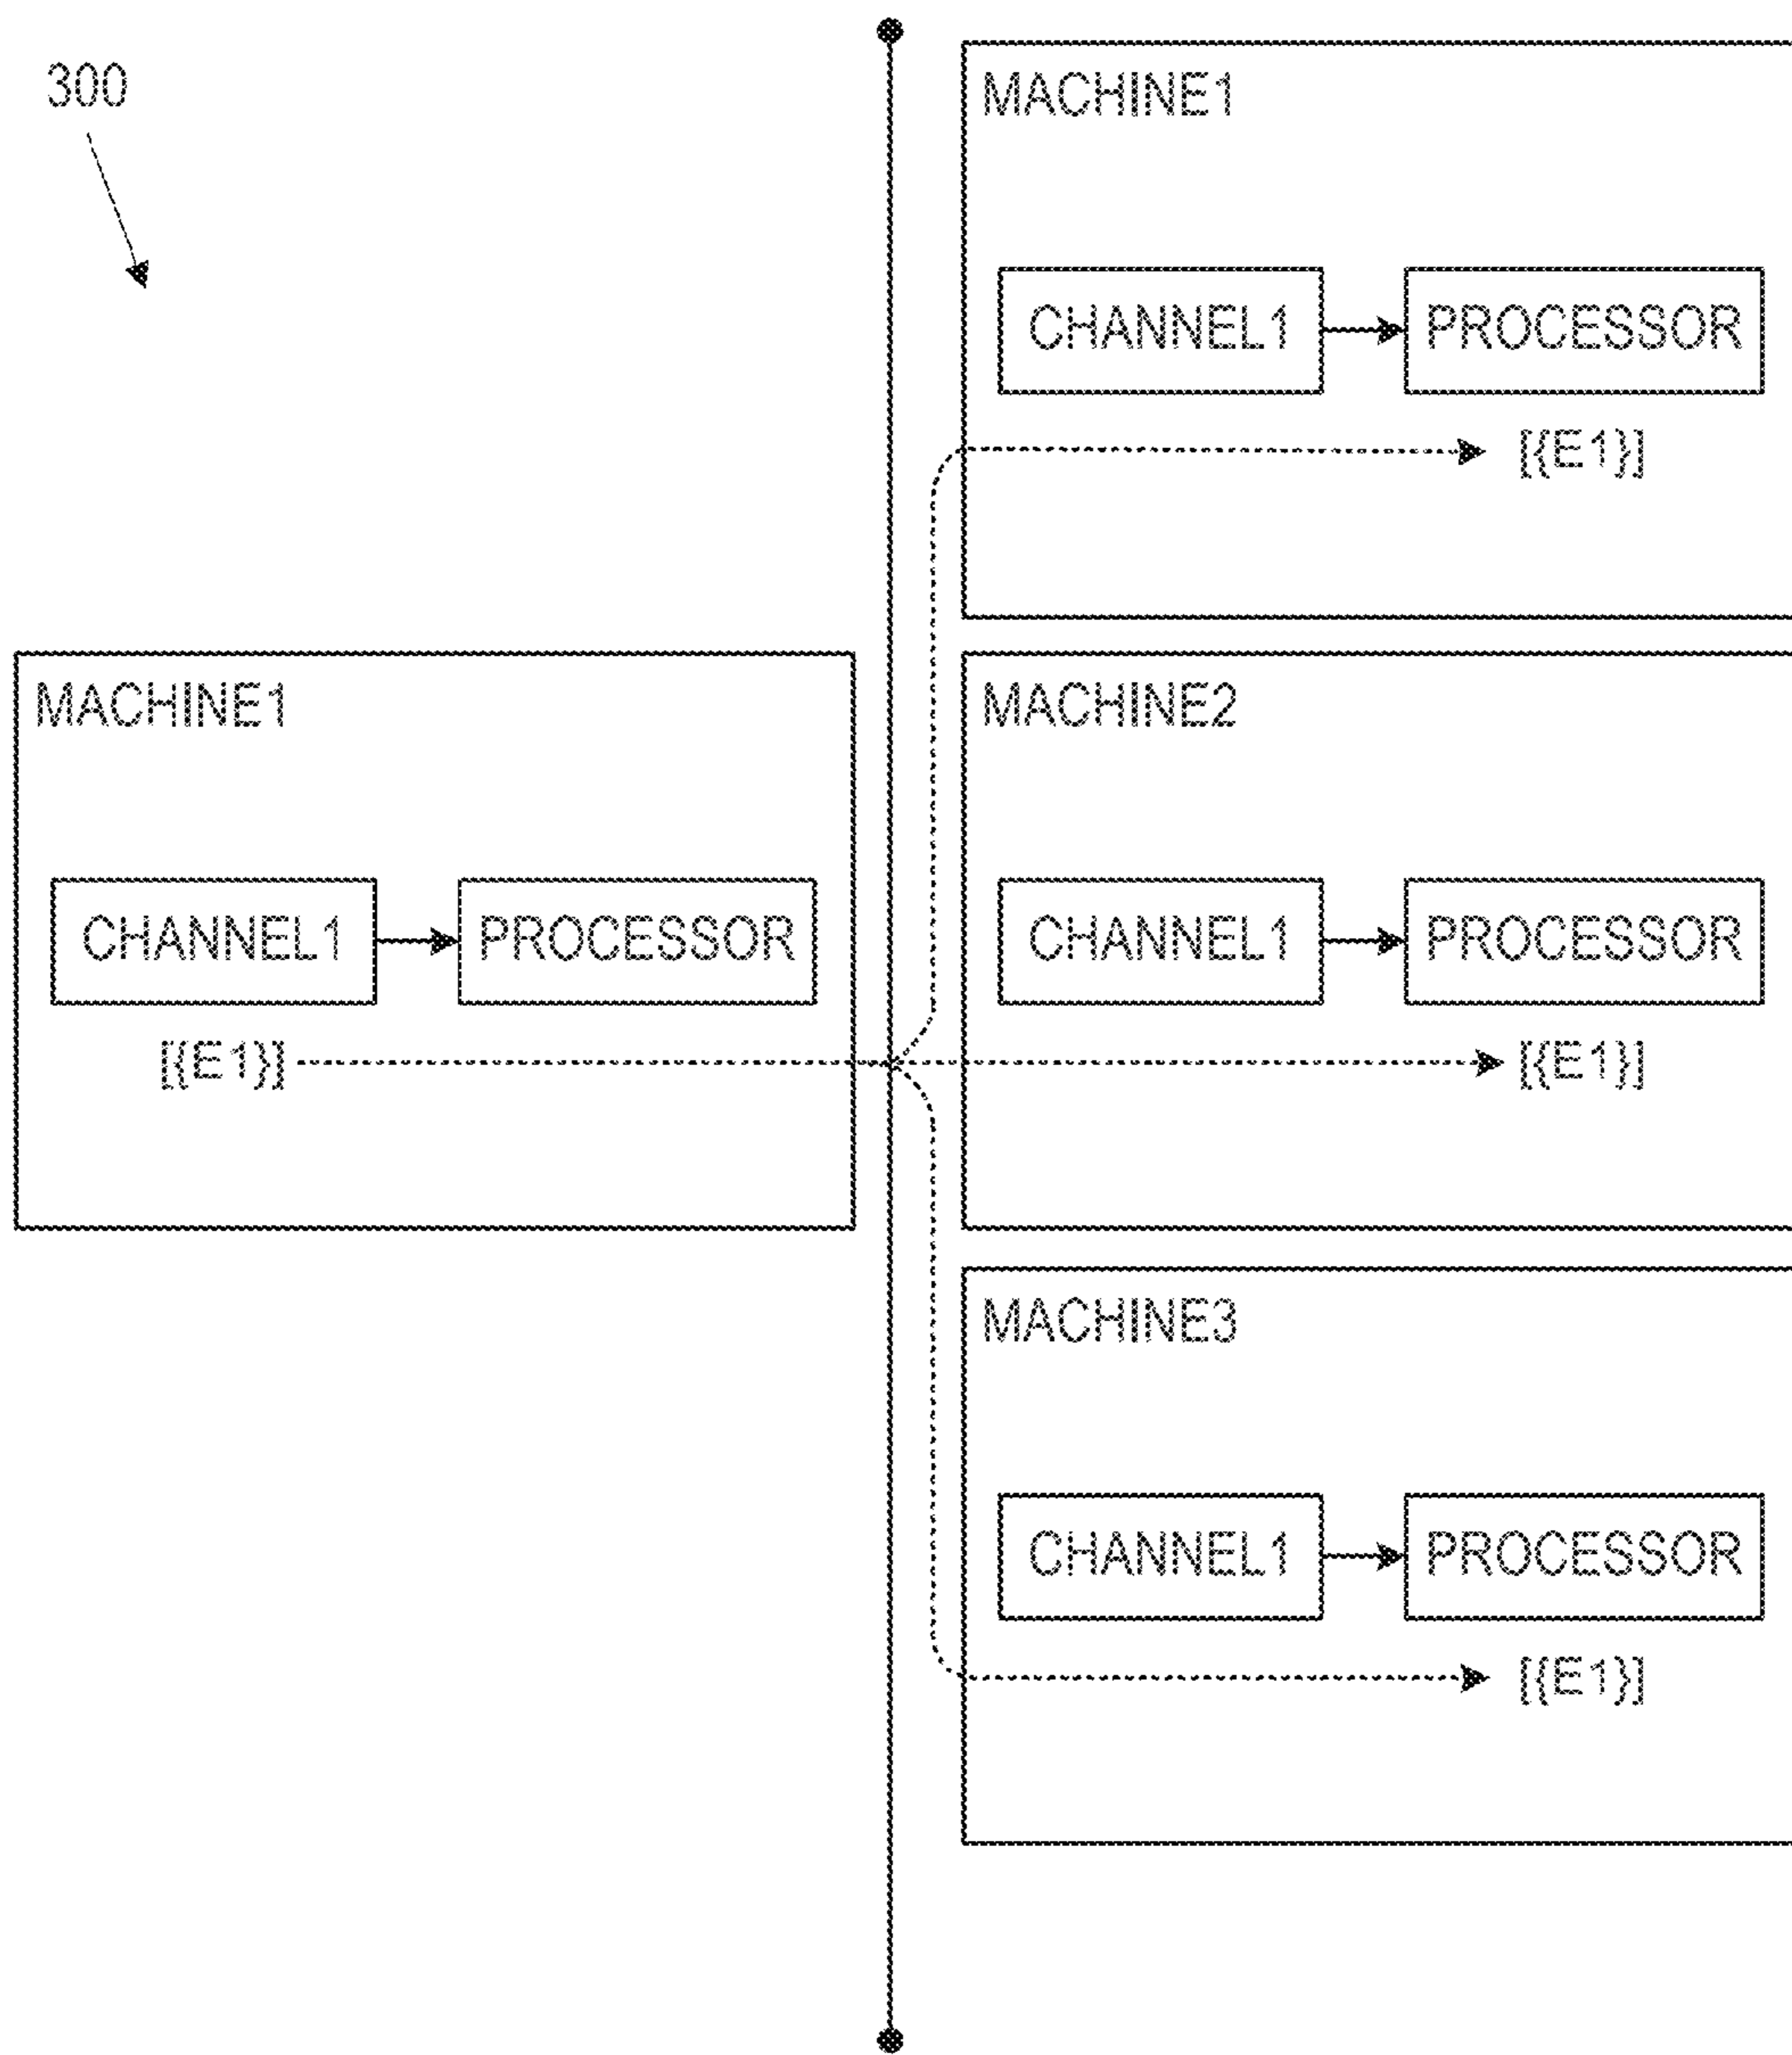 300
MACHINE1
CHANNEL1
PROCESSOR
[{E1}]
MACHINE1
CHANNEL1
PROCESSOR
[{E1}]
MACHINE2
CHANNEL1
PROCESSOR
[{E1}]
MACHINE3
CHANNEL1
PROCESSOR
[{E1}]